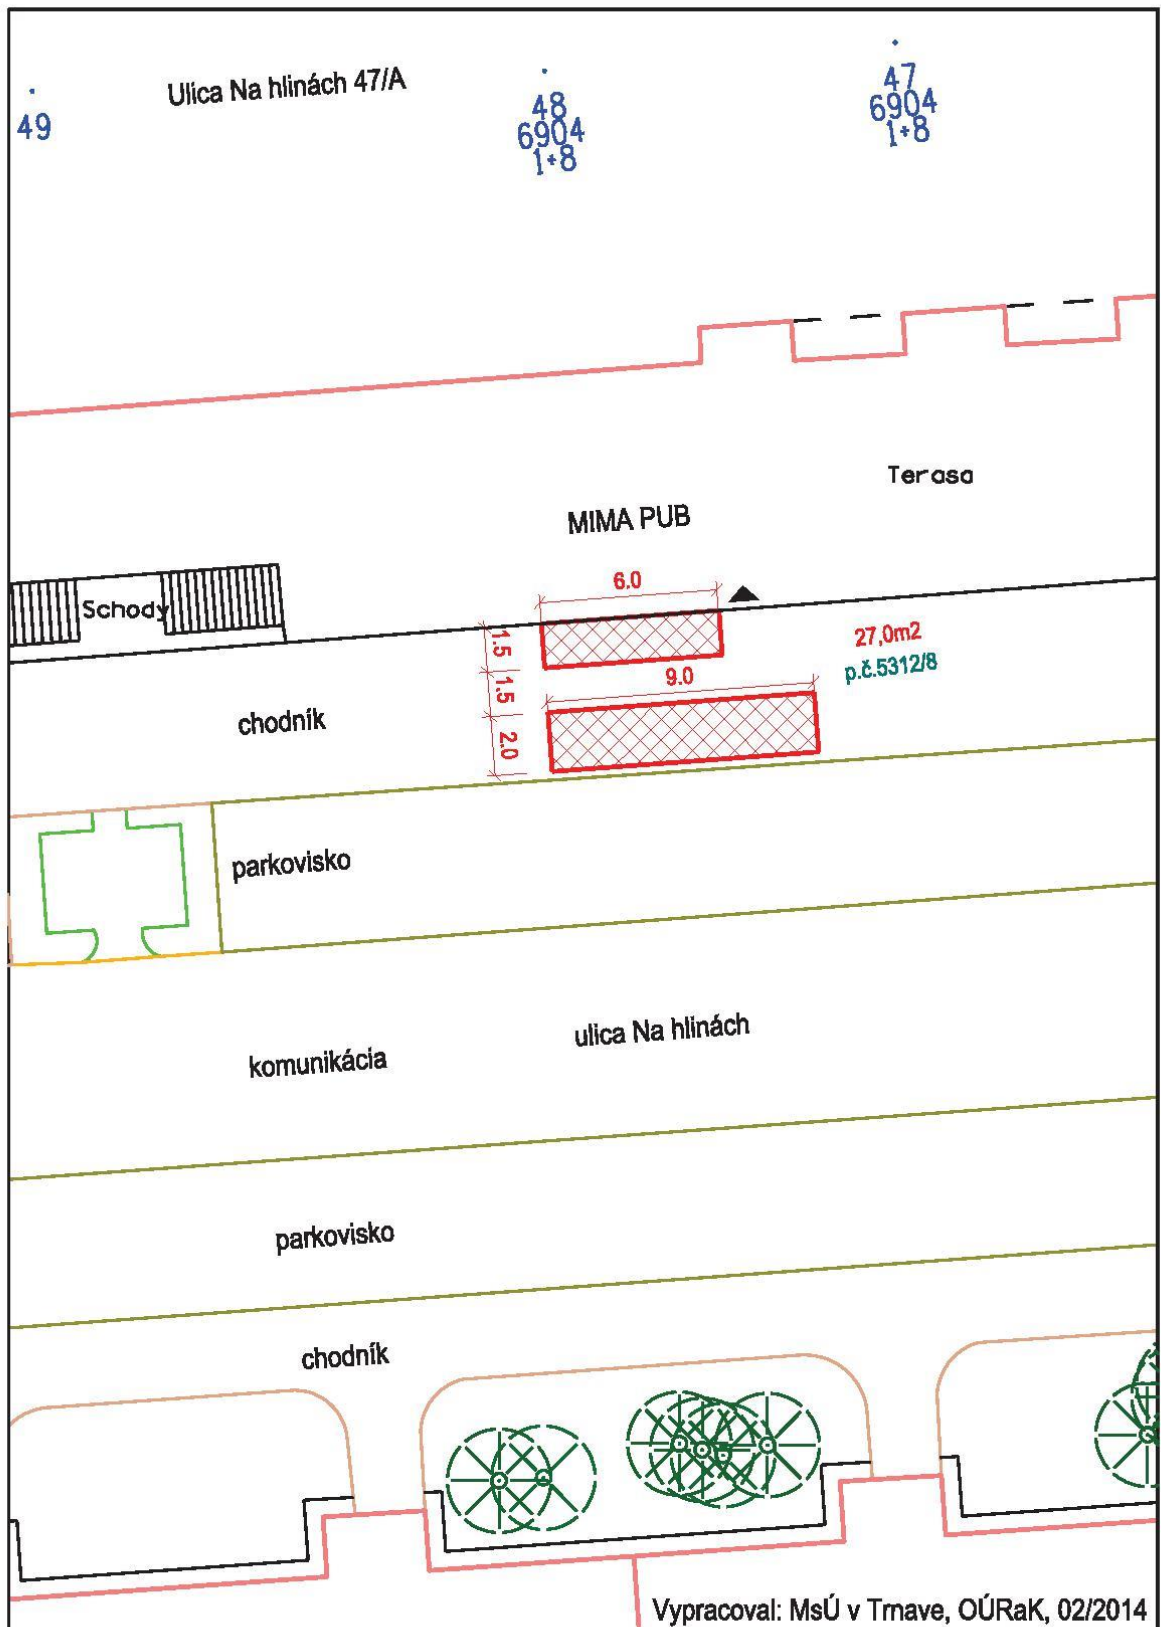 Ulica Na hlinách 47/A
49
48
6904
1+8
47
6904
1+8
Terasa
MIMA PUB
Schody
6.0
1.5
27,0m2
p.č.5312/8
1.5
9.0
2.0
chodník
parkovisko
ulica Na hlinách
komunikácia
parkovisko
chodník
Vypracoval: MsÚ v Trnave, OÚRaK, 02/2014